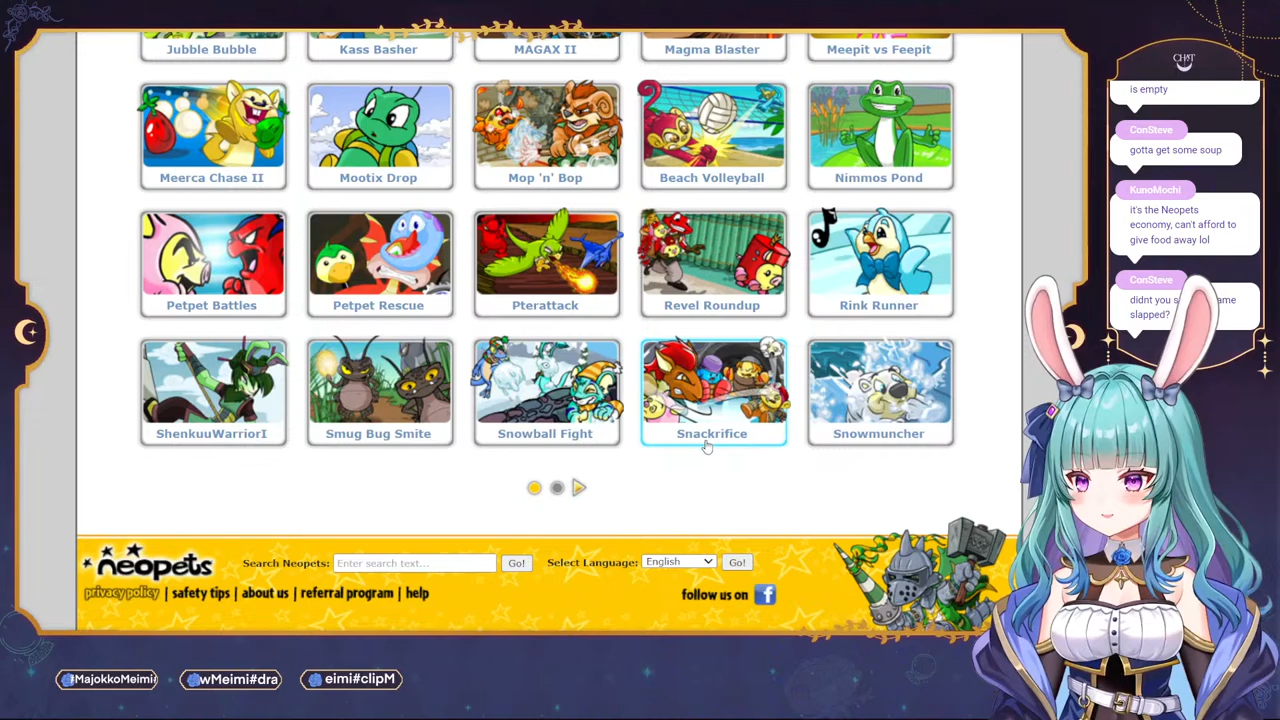 Jubble Bubble
Kass Basher
MAGAX II
Magma Blaster
Meepit vs Feepit
Meerca Chase II
Mootix Drop
Mop 'n' Bop
Beach Volleyball
Nimmos Pond
Petpet Battles
Petpet Rescue
Pterattack
Revel Roundup
Rink Runner
ShenkuuWarriorI
Smug Bug Smite
Snowball Fight
Snackrifice
Snowmuncher
neopets
Search Neopets: Enter search text... Go! Select Language: English Go!
privacy policy | safety tips | about us | referral program | help
follow us on f
CHAT
is empty
ConSteve
gotta get some soup
KunoMochi
it's the Neopets
economy, can't afford to
give food away lol
ConSteve
didnt you
slapped?
#MajokkoMeimi
wMeimi#dra
eimi#clipM